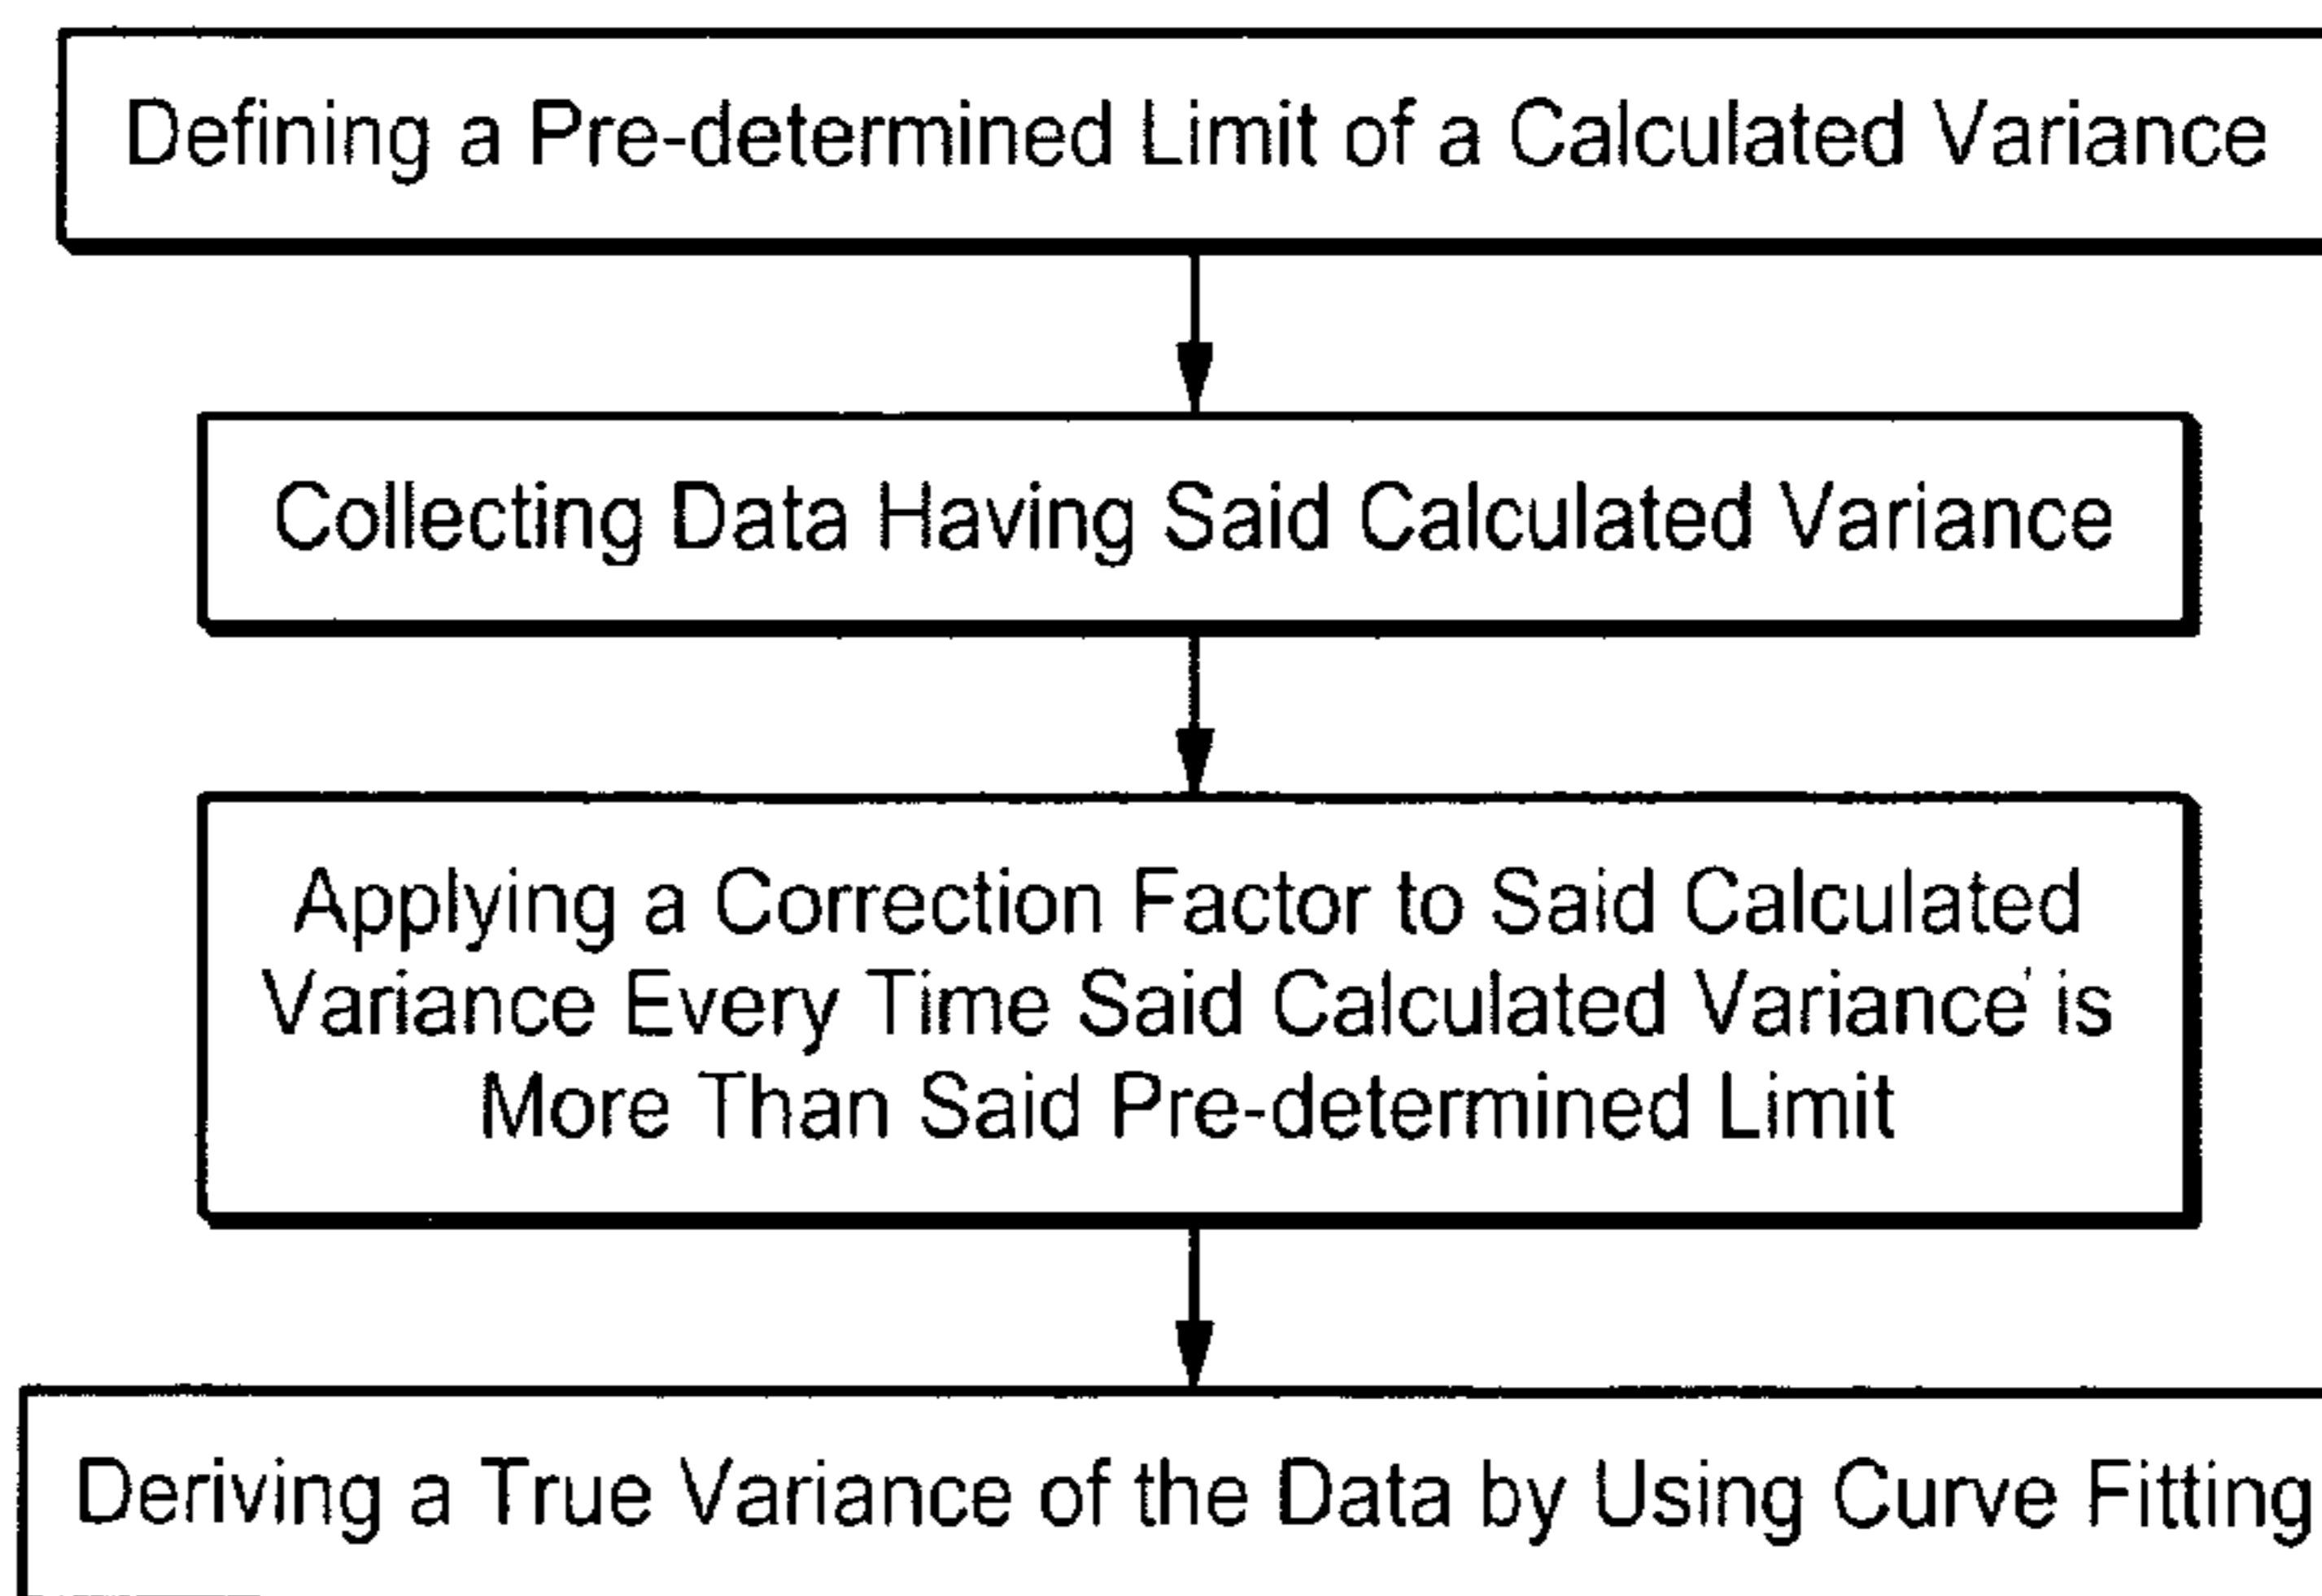 Defining a Pre-determined Limit of a Calculated Variance
Collecting Data Having Said Calculated Variance
Applying a Correction Factor to Said Calculated
Variance Every Time Said Calculated Variance is
More Than Said Pre-determined Limit
Deriving a True Variance of the Data by Using Curve Fitting